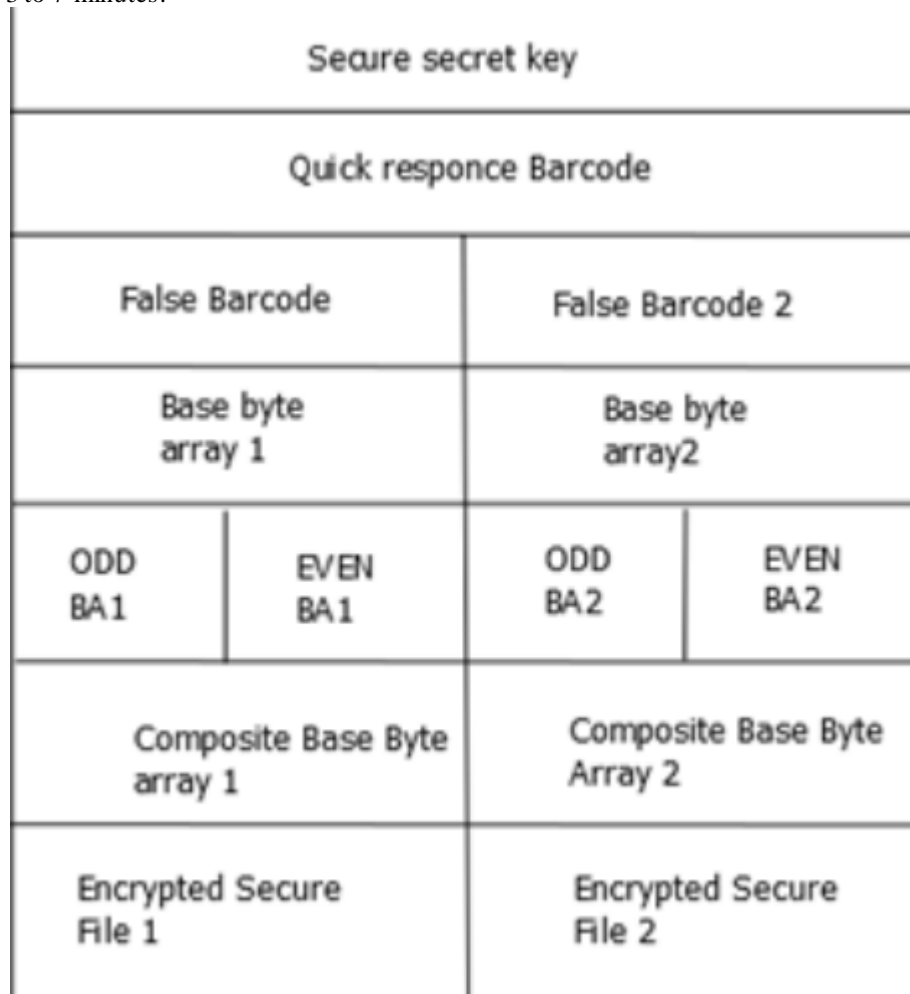 Secure secret key
Quick responce Barcode
False Barcode
False Barcode 2
Base byte
array 1
Base byte
array2
ODD
BA1
EVEN
BA1
ODD
BA2
EVEN
BA2
Composite Base Byte
array 1
Composite Base Byte
Array 2
Encrypted Secure
File 1
Encrypted Secure
File 2